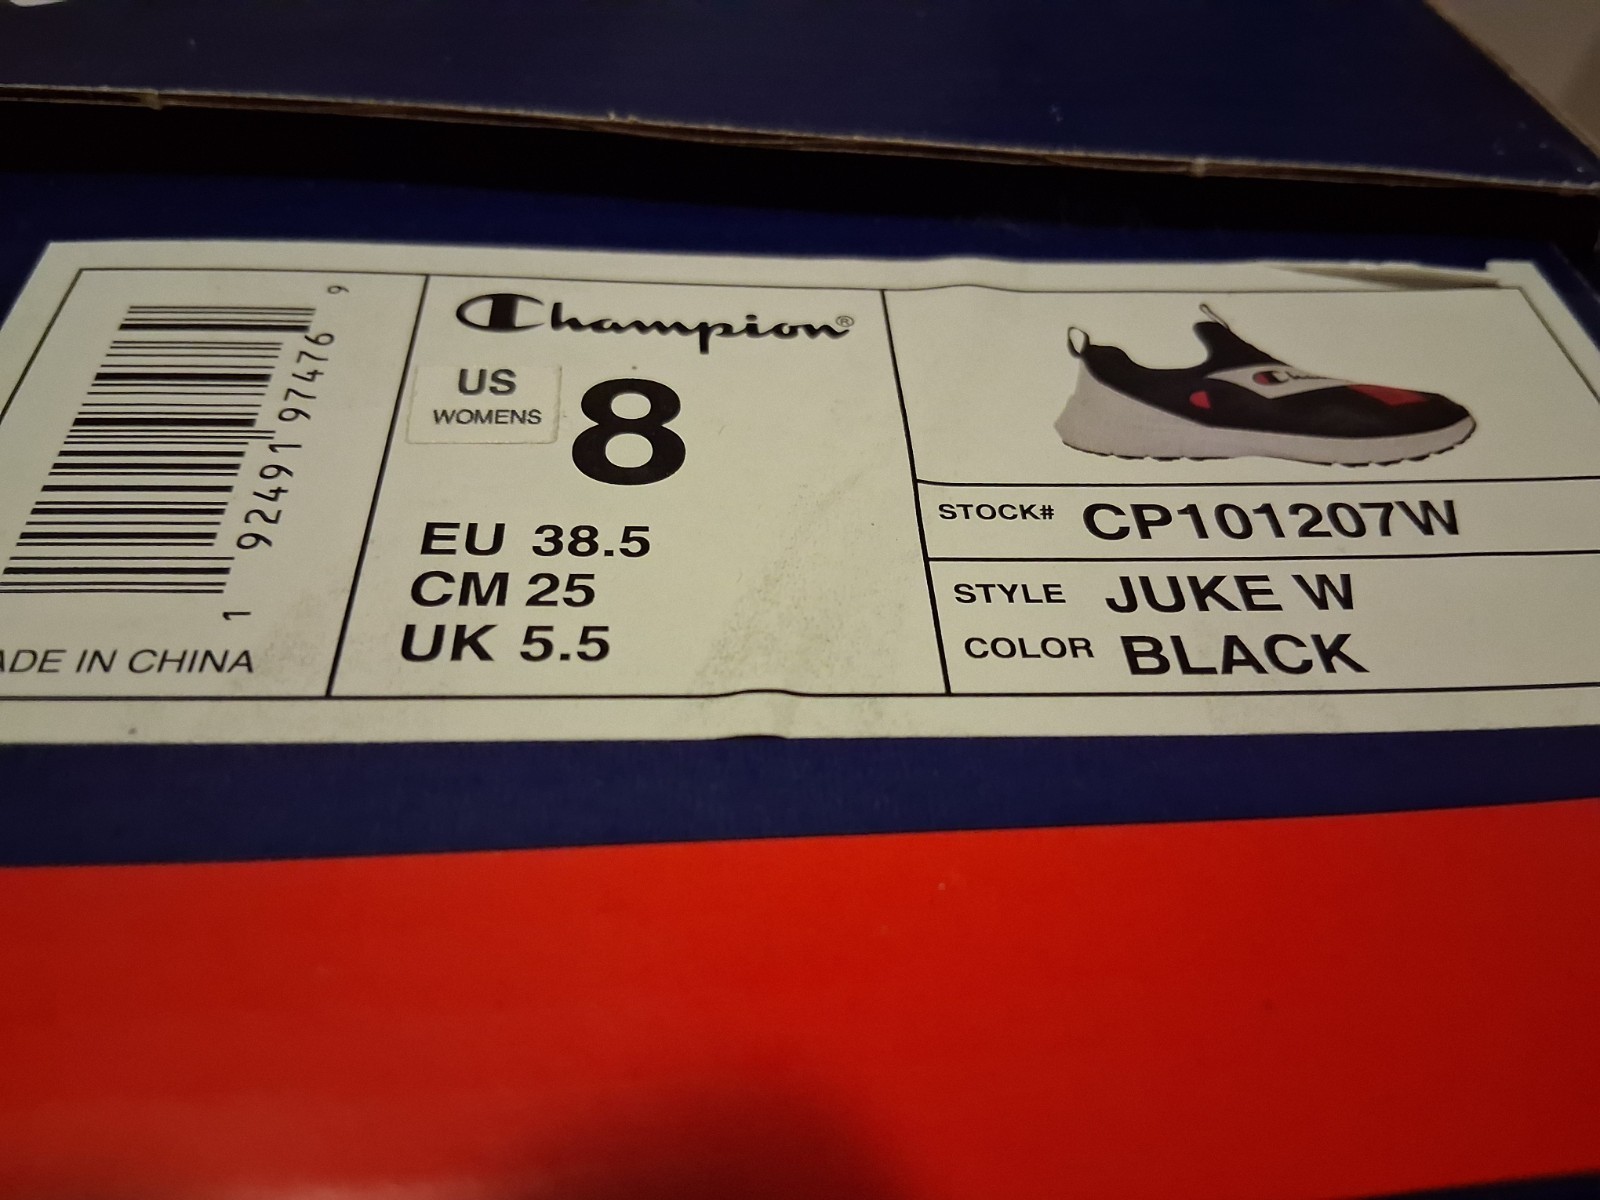 1 92491 97476 9
ADE IN CHINA
Champion®
US
WOMENS
8
EU 38.5
CM 25
UK 5.5
STOCK# CP101207W
STYLE JUKE W
COLOR BLACK